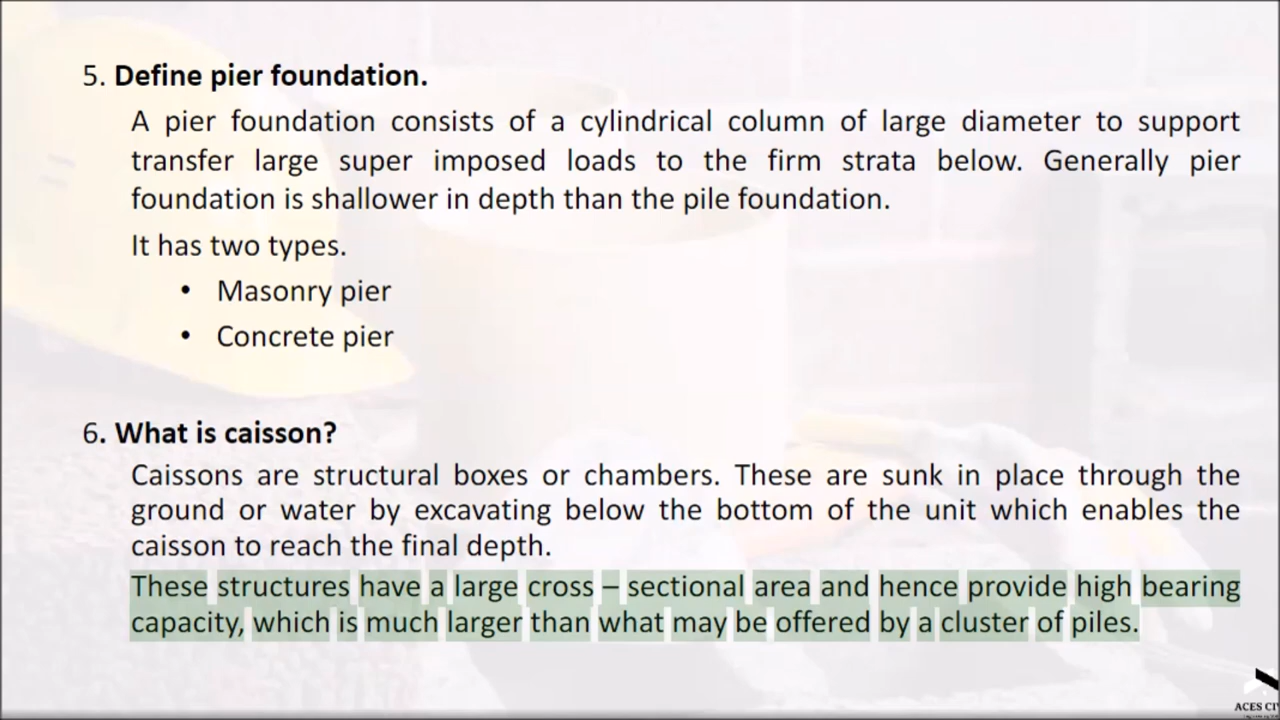 5. Define pier foundation.
A pier foundation consists of a cylindrical column of large diameter to support
transfer large super imposed loads to the firm strata below. Generally pier
foundation is shallower in depth than the pile foundation.
It has two types.
• Masonry pier
• Concrete pier
6. What is caisson?
Caissons are structural boxes or chambers. These are sunk in place through the
ground or water by excavating below the bottom of the unit which enables the
caisson to reach the final depth.
These structures have a large cross – sectional area and hence provide high bearing
capacity, which is much larger than what may be offered by a cluster of piles.
ACES CI